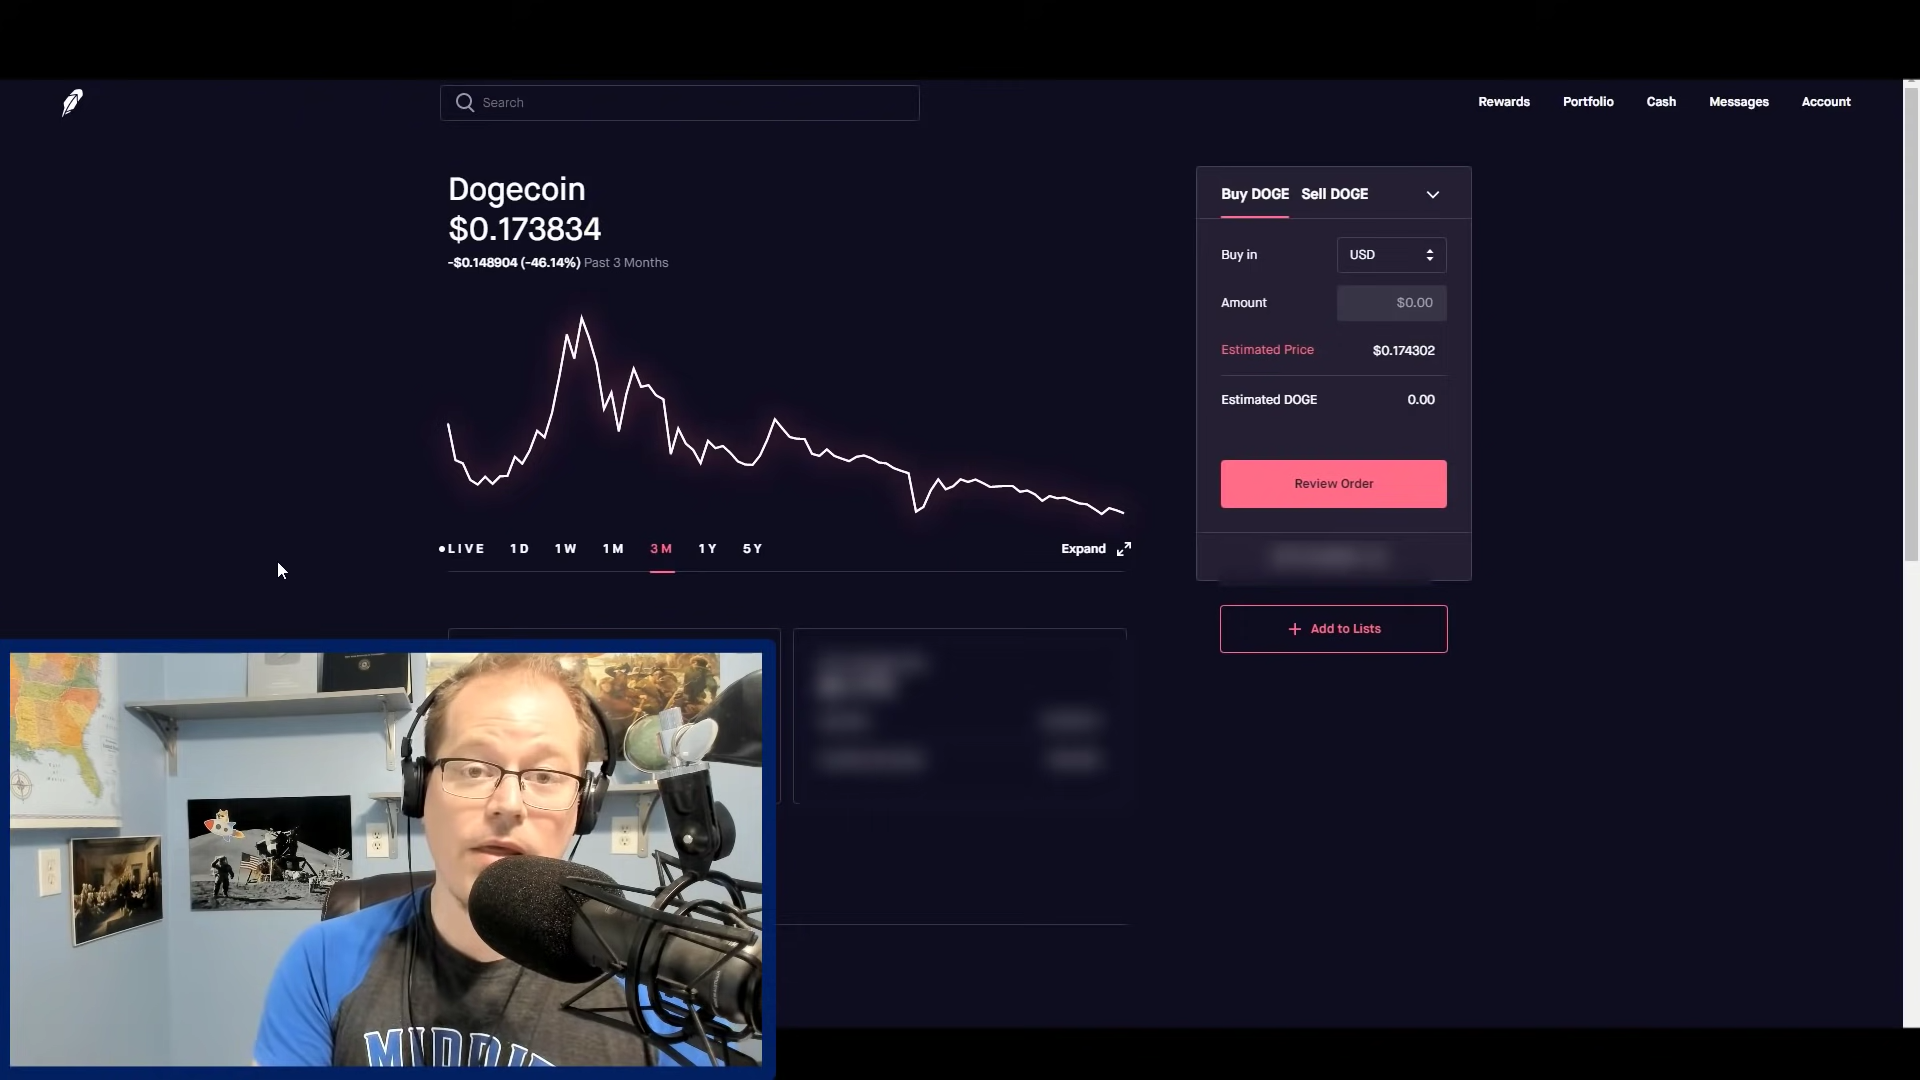 Search
Rewards
Portfolio
Cash
Messages
Account
Dogecoin
$0.173834
-$0.148904 (-46.14%) Past 3 Months
LIVE
1D
1W
1M
3M
1Y
5Y
Expand
Buy DOGE
Sell DOGE
Buy in
USD
Amount
$0.00
Estimated Price
$0.174302
Estimated DOGE
0.00
Review Order
+ Add to Lists